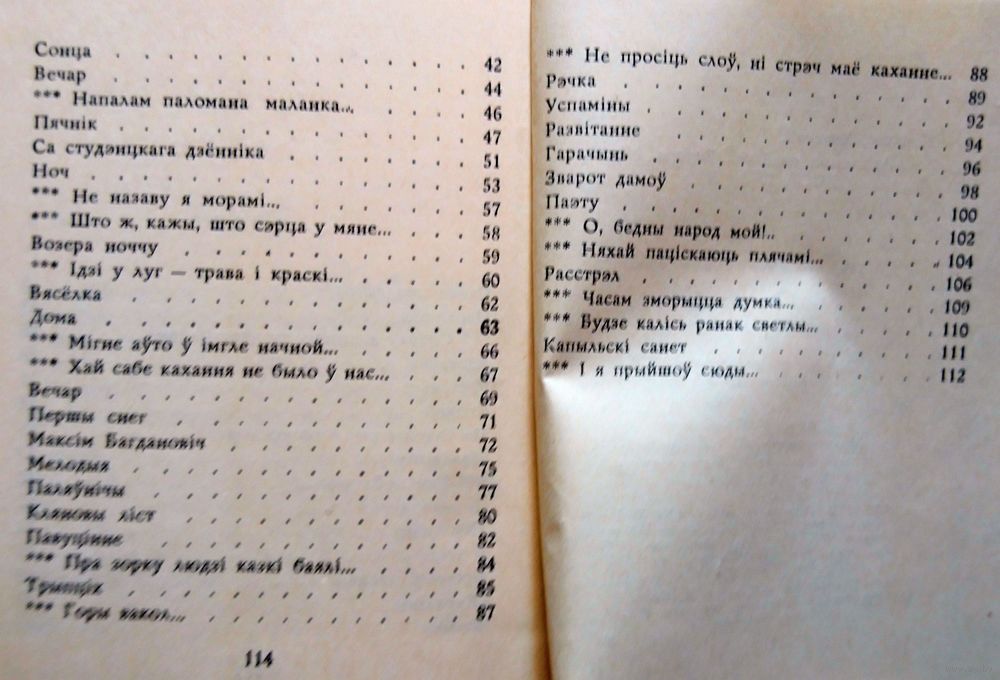 Сонца . . . . . . . . . . . . . . . 42
Вечар . . . . . . . . . . . . . . . 44
*** Напалам паломана маланка... . . . . 46
Пячнік . . . . . . . . . . . . . . . 47
Са студэнцкага дзённіка . . . . . . . 51
Ноч . . . . . . . . . . . . . . . . 53
*** Не назаву я морамі... . . . . . . . 57
*** Што ж, кажы, што сэрца у мяне... . . . 58
Возера ноччу . . . . . . . . . . . . 59
*** Ідзі у луг — трава і краскі... . . . . . 60
Вясёлка . . . . . . . . . . . . . . 62
Дома . . . . . . . . . . . . . . . 63
*** Мігне аўто ў імгле начной... . . . . . 66
*** Хай сабе кахання не было ў нас... . . . 67
Вечар . . . . . . . . . . . . . . . 69
Першы снег . . . . . . . . . . . . 71
Максім Багдановіч . . . . . . . . . . 72
Мелодыя . . . . . . . . . . . . . . 75
Паляўнічы . . . . . . . . . . . . . 77
Кляновы ліст . . . . . . . . . . . . 80
Павуцінне . . . . . . . . . . . . . 82
*** Пра зорку людзі казкі баялі... . . . . 84
Трыпціх . . . . . . . . . . . . . . 85
*** Горы вакол... . . . . . . . . . . . 87
114
*** Не просіць слоў, ні стрэч маё каханне... 88
Рэчка . . . . . . . . . . . . . . . 89
Успаміны . . . . . . . . . . . . . . 92
Развітанне . . . . . . . . . . . . . 94
Гарачынь . . . . . . . . . . . . . . 96
Зварот дамоў . . . . . . . . . . . . 98
Паэту . . . . . . . . . . . . . . . 100
*** О, бедны народ мой!.. . . . . . . . 102
*** Няхай паціскаюць плячамі... . . . . . 104
Расстрэл . . . . . . . . . . . . . . 106
*** Часам зморыцца думка... . . . . . . 109
*** Будзе калісь ранак светлы... . . . . . 110
Капыльскі санет . . . . . . . . . . . 111
*** І я прыйшоў сюды... . . . . . . . . 112